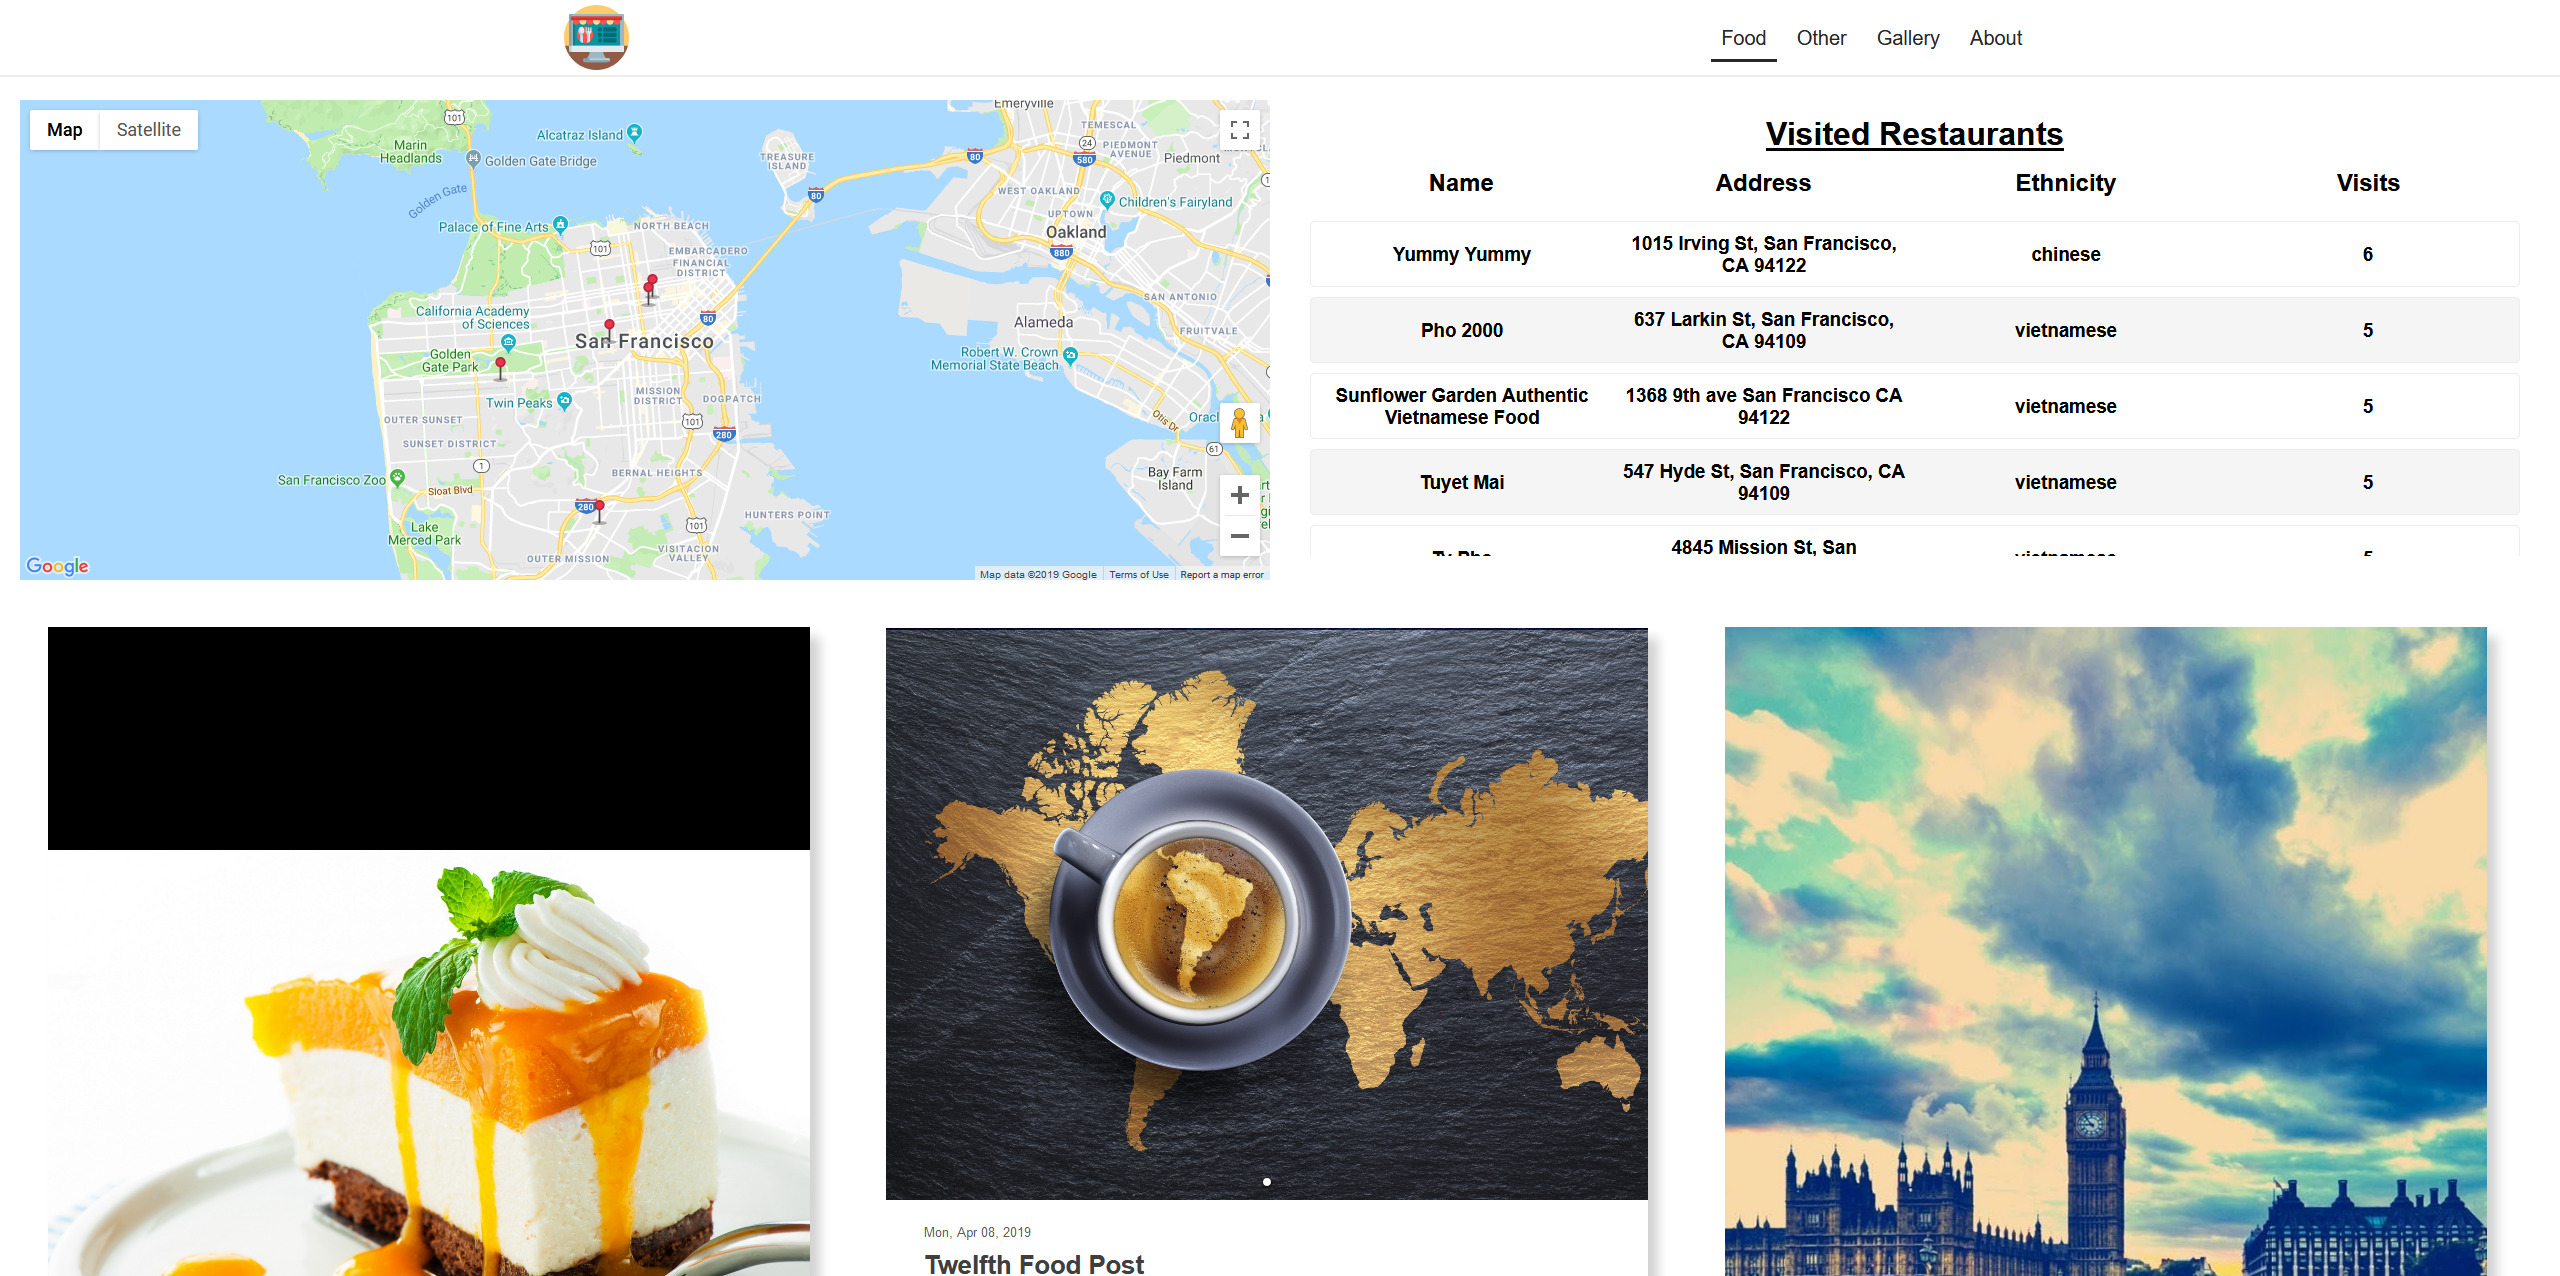 Food Other Gallery About
Map Satellite
Emeryville
101
Alcatraz Island
Marin
Headlands
Golden Gate Bridge
Golden Gate
TREASURE
ISLAND
80
TEMESCAL
24
PIEDMONT
AVENUE
580
Piedmont
80
WEST OAKLAND
Children's Fairyland
UPTOWN
Oakland
880
Palace of Fine Arts
101
NORTH BEACH
EMBARCADERO
FINANCIAL
DISTRICT
SAN ANTONIO
California Academy
of Sciences
80
Alameda
FRUITVALE
San Francisco
Golden
Gate Park
Robert W. Crown
Memorial State Beach
Twin Peaks
MISSION
DISTRICT
DOGPATCH
OUTER SUNSET
101
280
Otis Dr
SUNSET DISTRICT
61
1
BERNAL HEIGHTS
Bay Farm
Island
San Francisco Zoo
Sloat Blvd
280
HUNTERS POINT
101
Lake
Merced Park
OUTER MISSION
VISITACION
VALLEY
Google
Map data ©2019 Google Terms of Use Report a map error
Visited Restaurants
Name Address Ethnicity Visits
Yummy Yummy 1015 Irving St, San Francisco, CA 94122 chinese 6
Pho 2000 637 Larkin St, San Francisco, CA 94109 vietnamese 5
Sunflower Garden Authentic Vietnamese Food 1368 9th ave San Francisco CA 94122 vietnamese 5
Tuyet Mai 547 Hyde St, San Francisco, CA 94109 vietnamese 5
4845 Mission St, San
Mon, Apr 08, 2019
Twelfth Food Post